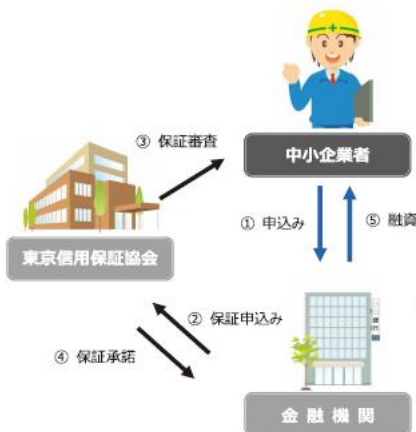 ③ 保証審査
中小企業者
① 申込み
⑤ 融資
東京信用保証協会
② 保証申込み
④ 保証承諾
金融機関